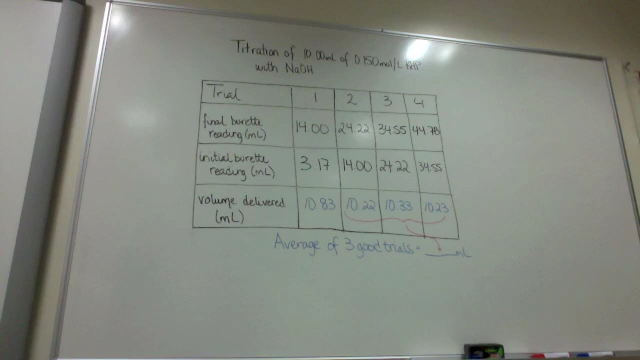 Titration of 10.00mL of 0.150mol/L KHP
with NaOH
Trial 1 2 3 4
final burette
reading (mL) 14.00 24.22 34.55 44.78
initial burette
reading (mL) 3.17 14.00 24.22 34.55
volume delivered
(mL) 10.83 10.22 10.33 10.23
Average of 3 good trials = ____mL